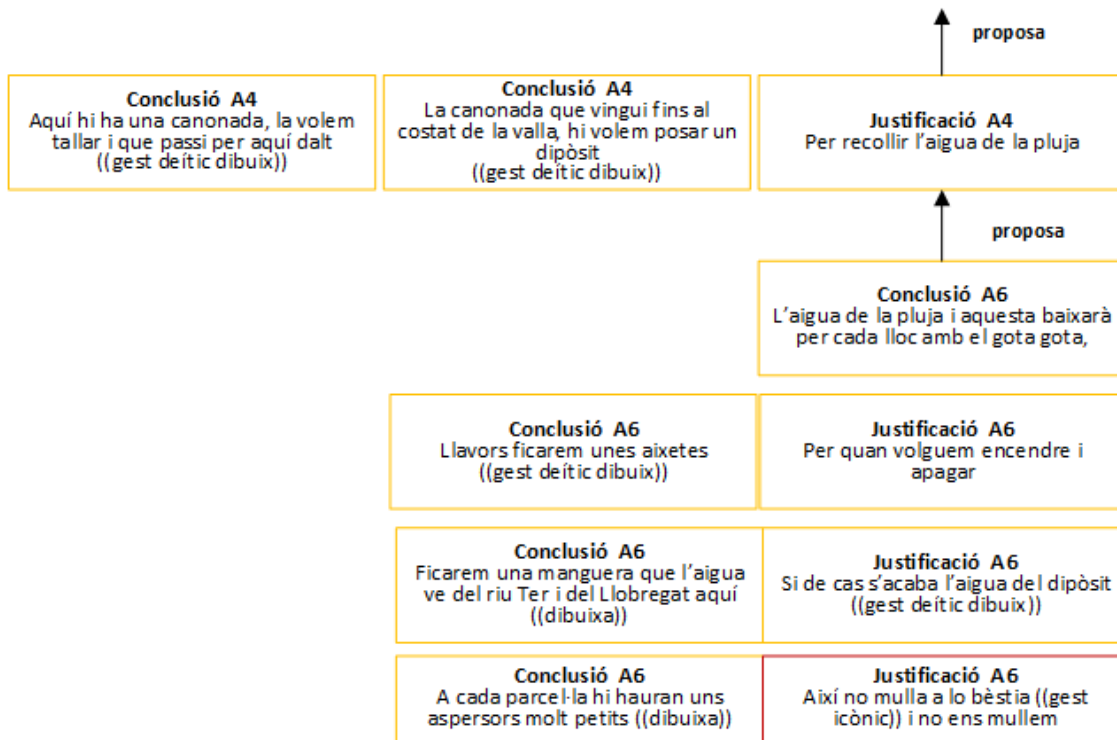 proposa
Conclusió A4
Aquí hi ha una canonada, la volem
tallar i que passi per aquí dalt
((gest deític dibuix))
Conclusió A4
La canonada que vingui fins al
costat de la valla, hi volem posar un
dipòsit
((gest deític dibuix))
Justificació A4
Per recollir l’aigua de la pluja
proposa
Conclusió A6
L’aigua de la pluja i aquesta baixarà
per cada lloc amb el gota gota,
Conclusió A6
Llavors ficarem unes aixetes
((gest deític dibuix))
Justificació A6
Per quan volguem encendre i
apagar
Conclusió A6
Ficarem una manguera que l’aigua
ve del riu Ter i del Llobregat aquí
((dibuixa))
Justificació A6
Si de cas s’acaba l’aigua del dipòsit
((gest deític dibuix))
Conclusió A6
A cada parcel·la hi hauran uns
aspersors molt petits ((dibuixa))
Justificació A6
Així no mulla a lo bèstia ((gest
icònic)) i no ens mullem